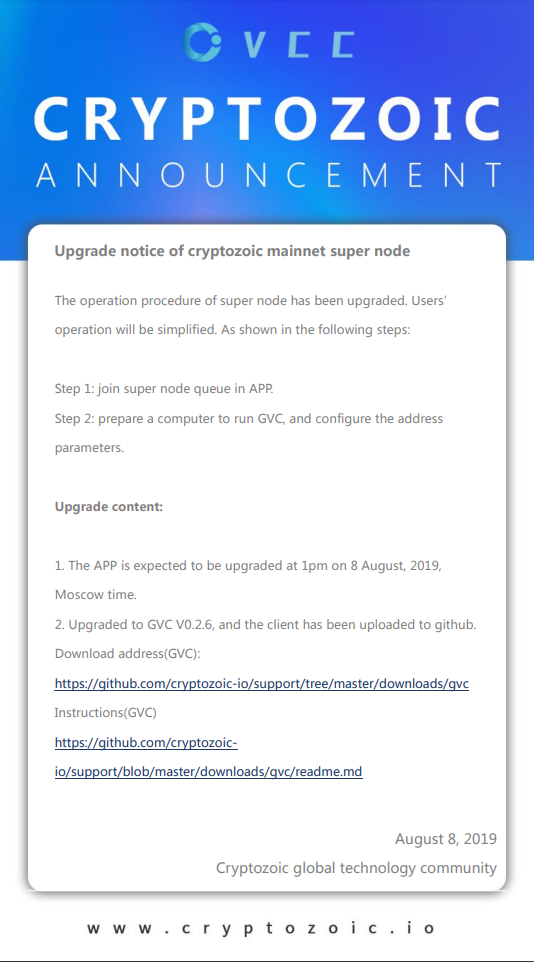 VCC
CRYPTOZOIC
ANNOUNCEMENT
Upgrade notice of cryptozoic mainnet super node
The operation procedure of super node has been upgraded. Users’
operation will be simplified. As shown in the following steps:
Step 1: join super node queue in APP.
Step 2: prepare a computer to run GVC, and configure the address
parameters.
Upgrade content:
1. The APP is expected to be upgraded at 1pm on 8 August, 2019,
Moscow time.
2. Upgraded to GVC V0.2.6, and the client has been uploaded to github.
Download address(GVC):
https://github.com/cryptozoic-io/support/tree/master/downloads/gvc
Instructions(GVC)
https://github.com/cryptozoic-
io/support/blob/master/downloads/gvc/readme.md
August 8, 2019
Cryptozoic global technology community
www.cryptozoic.io